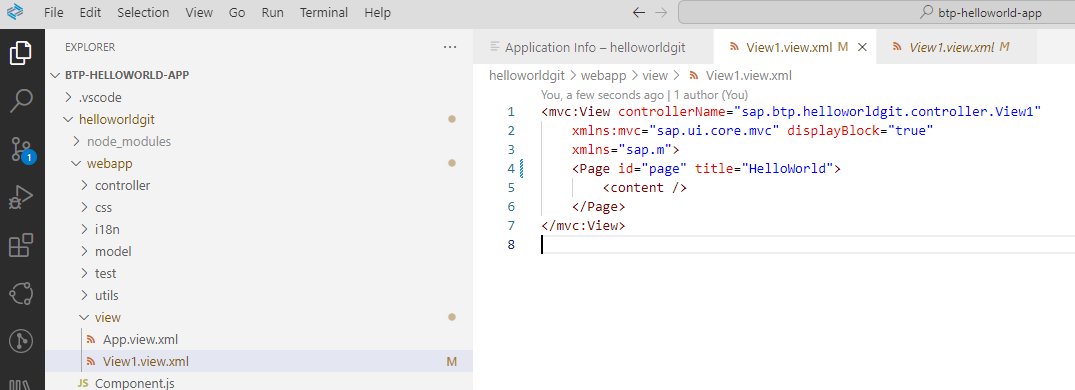 File Edit Selection View Go Run Terminal Help
btp-helloworld-app
EXPLORER
BTP-HELLOWORLD-APP
.vscode
helloworldgit
node_modules
webapp
controller
css
i18n
model
test
utils
view
App.view.xml
View1.view.xml M
JS Component.js
1
Application Info – helloworldgit
View1.view.xml M
View1.view.xml M
helloworldgit > webapp > view > View1.view.xml
You, a few seconds ago | 1 author (You)
1 <mvc:View controllerName="sap.btp.helloworldgit.controller.View1"
2 xmlns:mvc="sap.ui.core.mvc" displayBlock="true"
3 xmlns="sap.m">
4 <Page id="page" title="HelloWorld">
5 <content />
6 </Page>
7 </mvc:View>
8